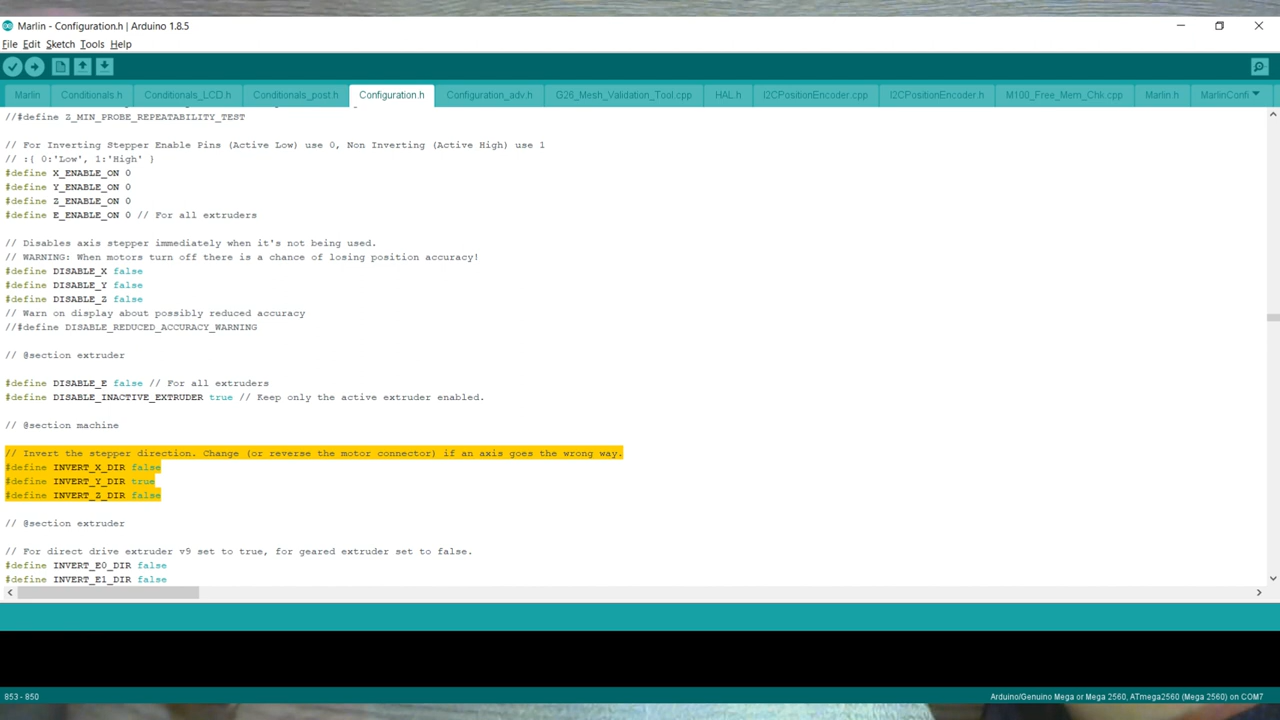 Marlin - Configuration.h | Arduino 1.8.5
File Edit Sketch Tools Help
Marlin Conditionals.h Conditionals_LCD.h Conditionals_post.h Configuration.h Configuration_adv.h G26_Mesh_Validation_Tool.cpp HAL.h I2CPositionEncoder.cpp I2CPositionEncoder.h M100_Free_Mem_Chk.cpp Marlin.h MarlinConfi
//#define Z_MIN_PROBE_REPEATABILITY_TEST
// For Inverting Stepper Enable Pins (Active Low) use 0, Non Inverting (Active High) use 1
// :{ 0:'Low', 1:'High' }
#define X_ENABLE_ON 0
#define Y_ENABLE_ON 0
#define Z_ENABLE_ON 0
#define E_ENABLE_ON 0 // For all extruders
// Disables axis stepper immediately when it's not being used.
// WARNING: When motors turn off there is a chance of losing position accuracy!
#define DISABLE_X false
#define DISABLE_Y false
#define DISABLE_Z false
// Warn on display about possibly reduced accuracy
//#define DISABLE_REDUCED_ACCURACY_WARNING
// @section extruder
#define DISABLE_E false // For all extruders
#define DISABLE_INACTIVE_EXTRUDER true // Keep only the active extruder enabled.
// @section machine
// Invert the stepper direction. Change (or reverse the motor connector) if an axis goes the wrong way.
#define INVERT_X_DIR false
#define INVERT_Y_DIR true
#define INVERT_Z_DIR false
// @section extruder
// For direct drive extruder v9 set to true, for geared extruder set to false.
#define INVERT_E0_DIR false
#define INVERT_E1_DIR false
853 - 850
Arduino/Genuino Mega or Mega 2560, ATmega2560 (Mega 2560) on COM7